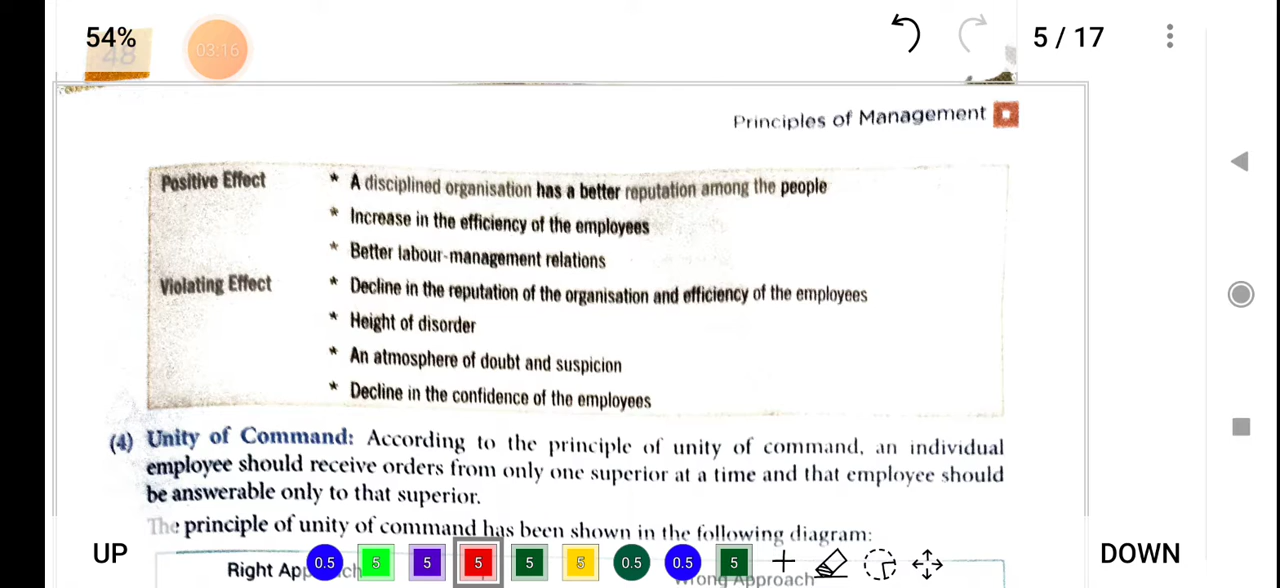 54%
48
03:16
5 / 17
Principles of Management
Positive Effect * A disciplined organisation has a better reputation among the people
* Increase in the efficiency of the employees
* Better labour-management relations
Violating Effect * Decline in the reputation of the organisation and efficiency of the employees
* Height of disorder
* An atmosphere of doubt and suspicion
* Decline in the confidence of the employees
(4) Unity of Command: According to the principle of unity of command, an individual
employee should receive orders from only one superior at a time and that employee should
be answerable only to that superior.
The principle of unity of command has been shown in the following diagram:
UP 0.5 5 5 5 5 5 0.5 0.5 5 DOWN
Right Approach